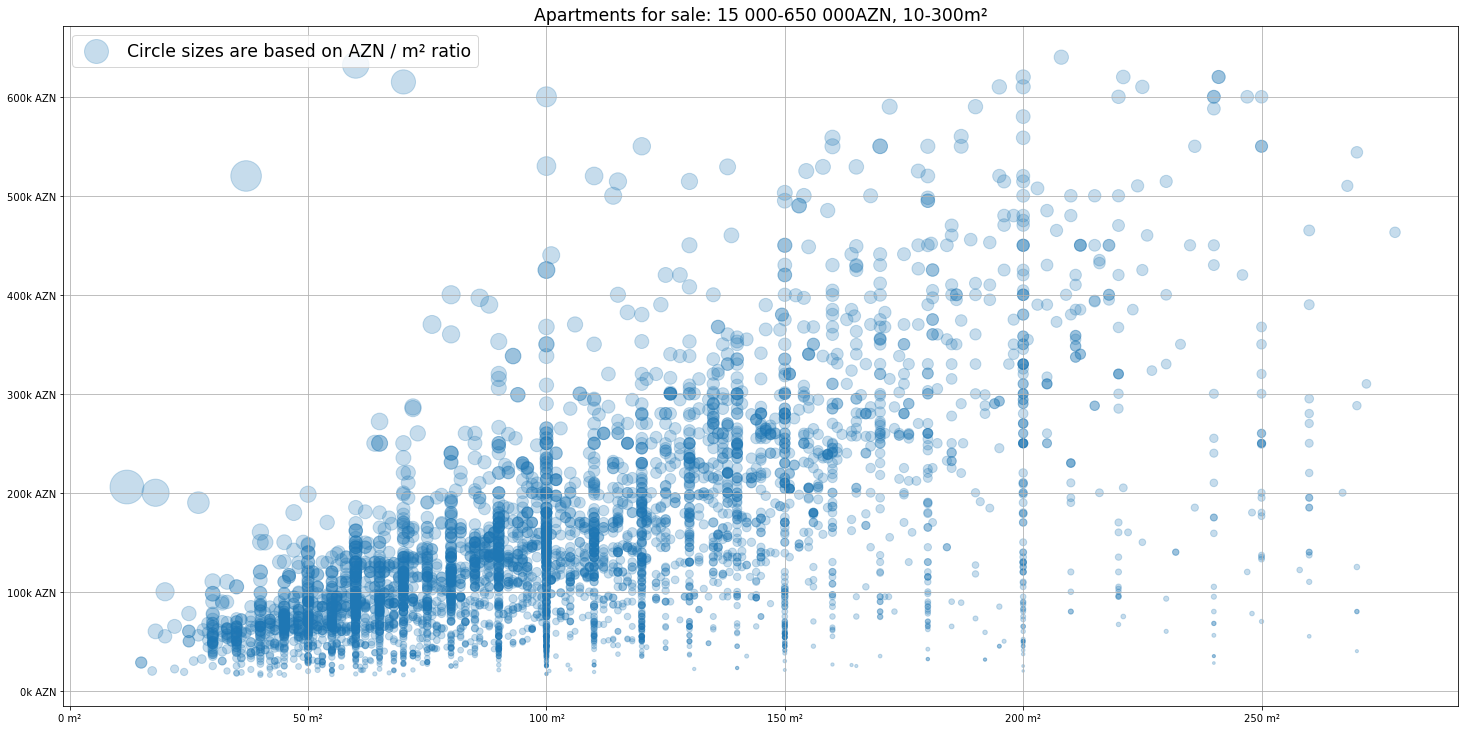 Apartments for sale: 15 000-650 000AZN, 10-300m²
Circle sizes are based on AZN / m² ratio
600k AZN
500k AZN
400k AZN
300k AZN
200k AZN
100k AZN
0k AZN
0 m²
50 m²
100 m²
150 m²
200 m²
250 m²